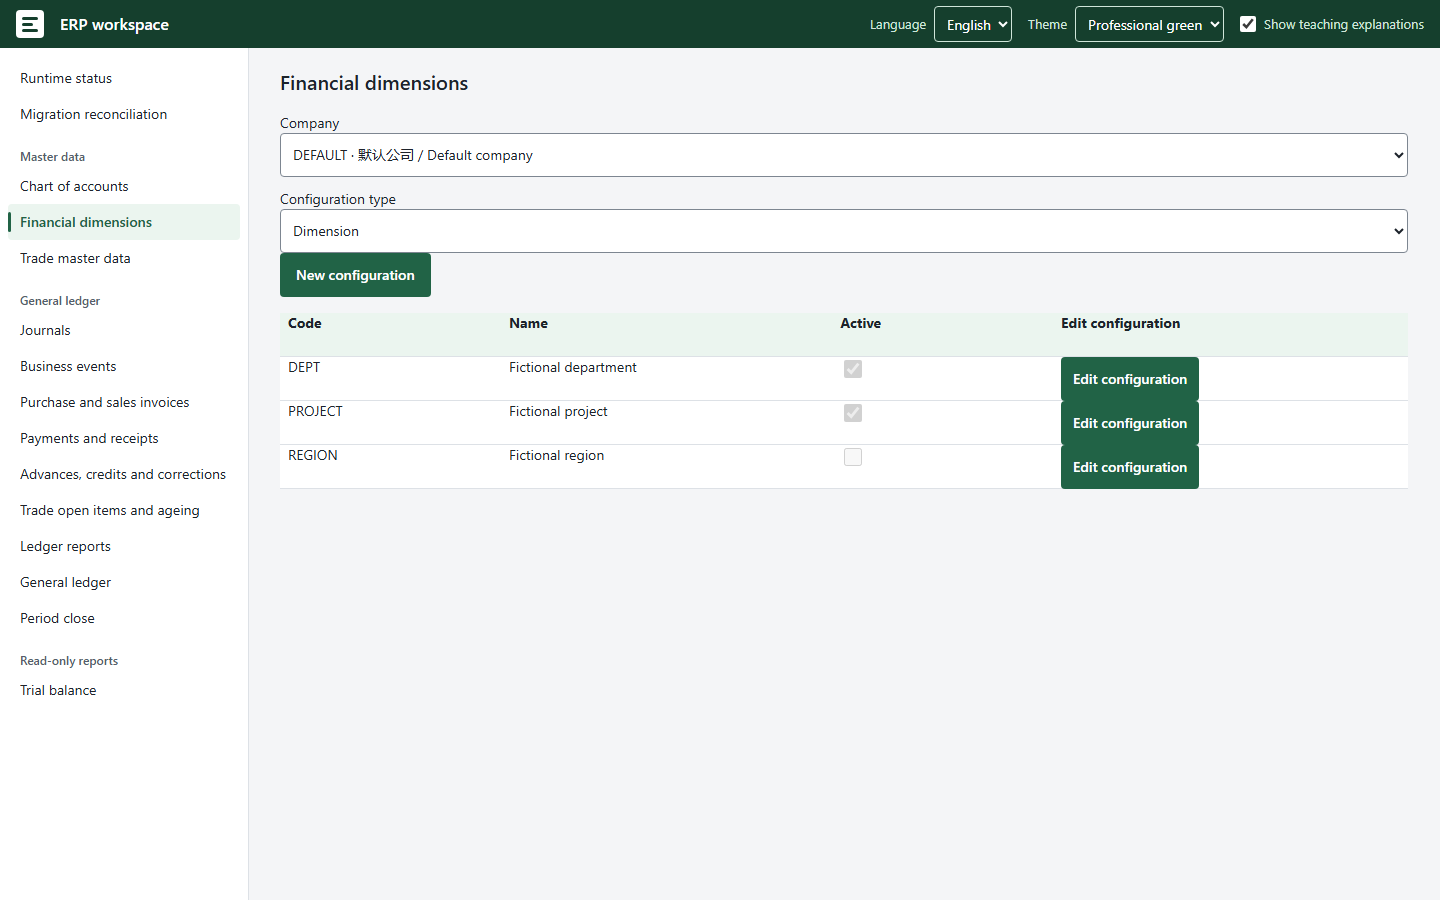 ERP workspace
Language English Theme Professional green Show teaching explanations
Runtime status
Migration reconciliation
Master data
Chart of accounts
Financial dimensions
Trade master data
General ledger
Journals
Business events
Purchase and sales invoices
Payments and receipts
Advances, credits and corrections
Trade open items and ageing
Ledger reports
General ledger
Period close
Read-only reports
Trial balance
Financial dimensions
Company
DEFAULT · 默认公司 / Default company
Configuration type
Dimension
New configuration
Code Name Active Edit configuration
DEPT Fictional department Edit configuration
PROJECT Fictional project Edit configuration
REGION Fictional region Edit configuration